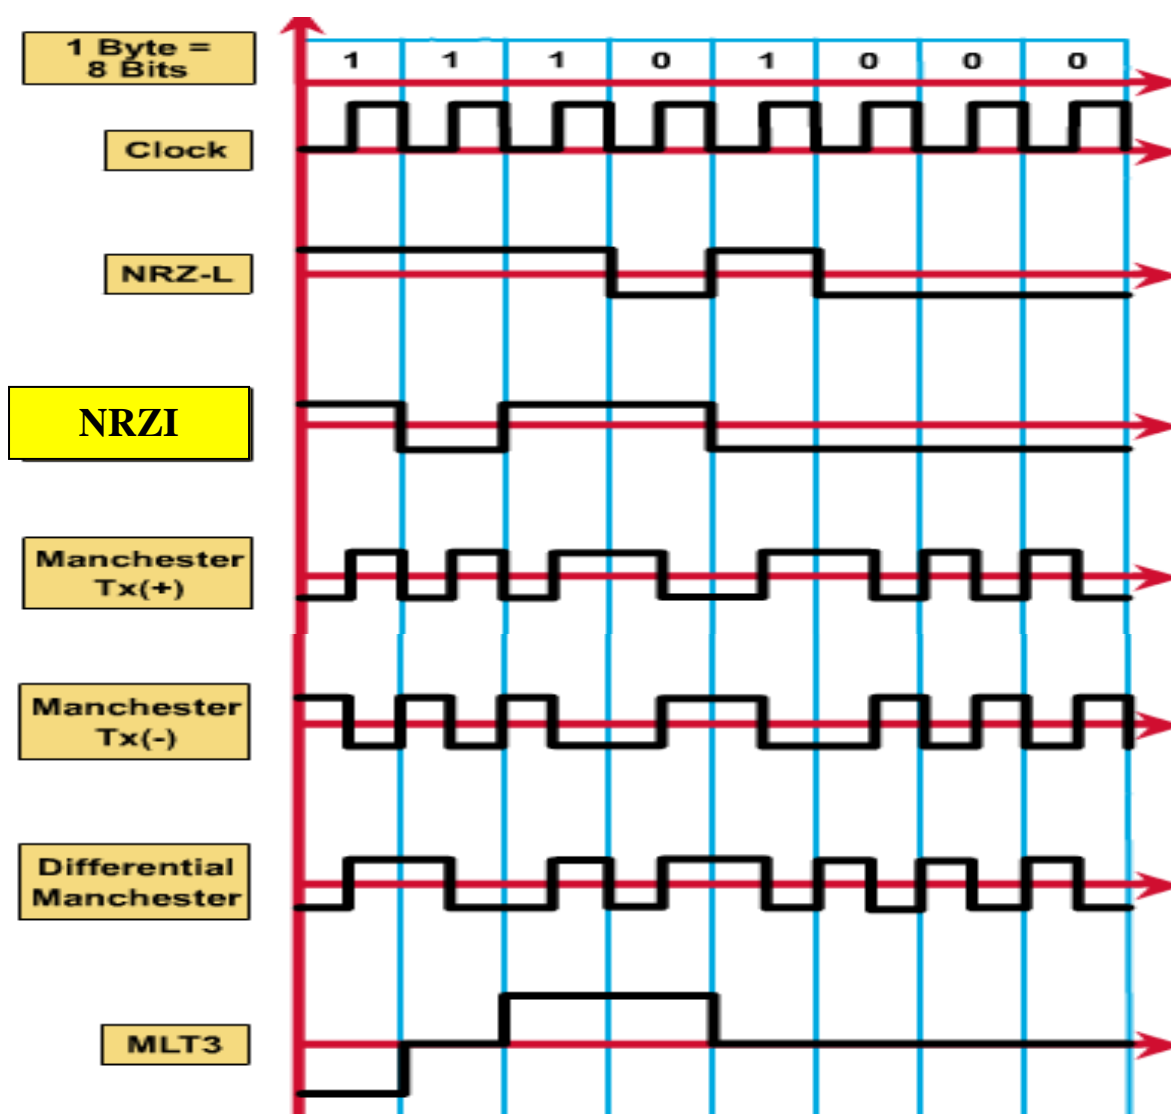 1 Byte =
8 Bits
1 1 1 0 1 0 0 0
Clock
NRZ-L
NRZI
Manchester
Tx(+)
Manchester
Tx(-)
Differential
Manchester
MLT3